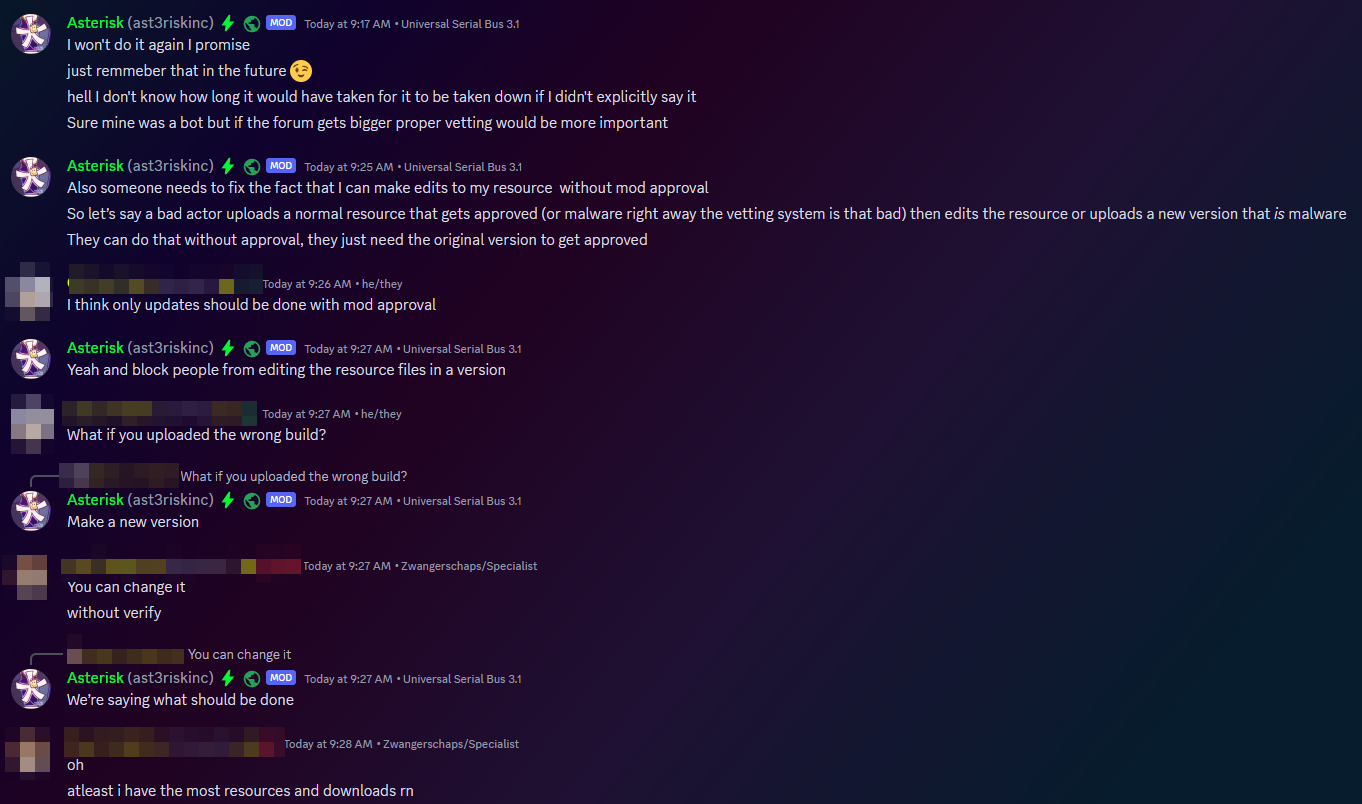 Asterisk (ast3riskinc) MOD Today at 9:17 AM • Universal Serial Bus 3.1
I won't do it again I promise
just remmeber that in the future 😉
hell I don't know how long it would have taken for it to be taken down if I didn't explicitly say it
Sure mine was a bot but if the forum gets bigger proper vetting would be more important
Asterisk (ast3riskinc) MOD Today at 9:25 AM • Universal Serial Bus 3.1
Also someone needs to fix the fact that I can make edits to my resource without mod approval
So let's say a bad actor uploads a normal resource that gets approved (or malware right away the vetting system is that bad) then edits the resource or uploads a new version that is malware
They can do that without approval, they just need the original version to get approved
Today at 9:26 AM • he/they
I think only updates should be done with mod approval
Asterisk (ast3riskinc) MOD Today at 9:27 AM • Universal Serial Bus 3.1
Yeah and block people from editing the resource files in a version
Today at 9:27 AM • he/they
What if you uploaded the wrong build?
What if you uploaded the wrong build?
Asterisk (ast3riskinc) MOD Today at 9:27 AM • Universal Serial Bus 3.1
Make a new version
Today at 9:27 AM • Zwangerschaps/Specialist
You can change it
without verify
You can change it
Asterisk (ast3riskinc) MOD Today at 9:27 AM • Universal Serial Bus 3.1
We're saying what should be done
Today at 9:28 AM • Zwangerschaps/Specialist
oh
atleast i have the most resources and downloads rn